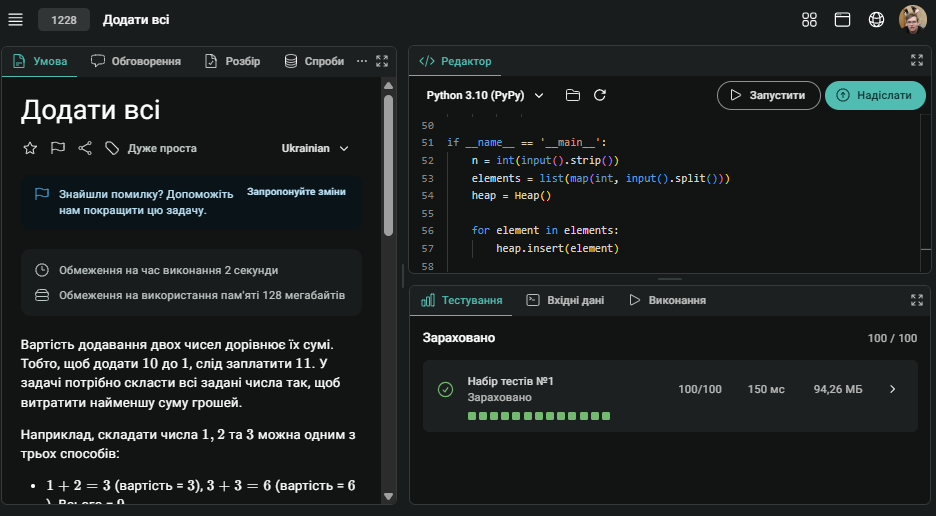 1228 Додати всі
Умова Обговорення Розбір Спроби ...
Додати всі
Дуже проста Ukrainian
Знайшли помилку? Допоможіть нам покращити цю задачу.
Запропонуйте зміни
Обмеження на час виконання 2 секунди
Обмеження на використання пам'яті 128 мегабайтів
Вартість додавання двох чисел дорівнює їх сумі.
Тобто, щоб додати 10 до 1, слід заплатити 11. У
задачі потрібно скласти всі задані числа так, щоб
витратити найменшу суму грошей.
Наприклад, складати числа 1, 2 та 3 можна одним з
трьох способів:
• 1 + 2 = 3 (вартість = 3), 3 + 3 = 6 (вартість = 6
). Всього = 9
</> Редактор
Python 3.10 (PyPy) Запустити Надіслати
50
51 if __name__ == '__main__':
52 n = int(input().strip())
53 elements = list(map(int, input().split()))
54 heap = Heap()
55
56 for element in elements:
57 heap.insert(element)
58
Тестування Вхідні дані Виконання
Зараховано 100 / 100
Набір тестів №1
Зараховано
100/100 150 мс 94,26 МБ